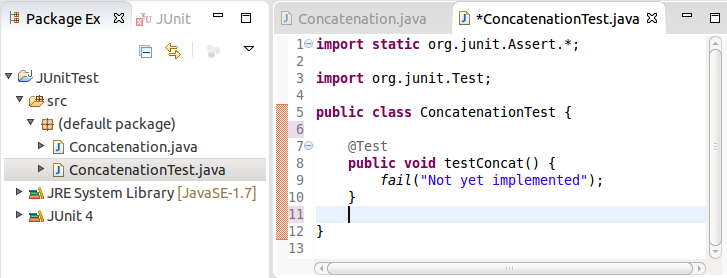 Package Ex
JUnit
JUnitTest
src
(default package)
Concatenation.java
ConcatenationTest.java
JRE System Library [JavaSE-1.7]
JUnit 4
Concatenation.java
*ConcatenationTest.java
1 import static org.junit.Assert.*;
2
3 import org.junit.Test;
4
5 public class ConcatenationTest {
6
7 @Test
8 public void testConcat() {
9 fail("Not yet implemented");
10 }
11
12 }
13